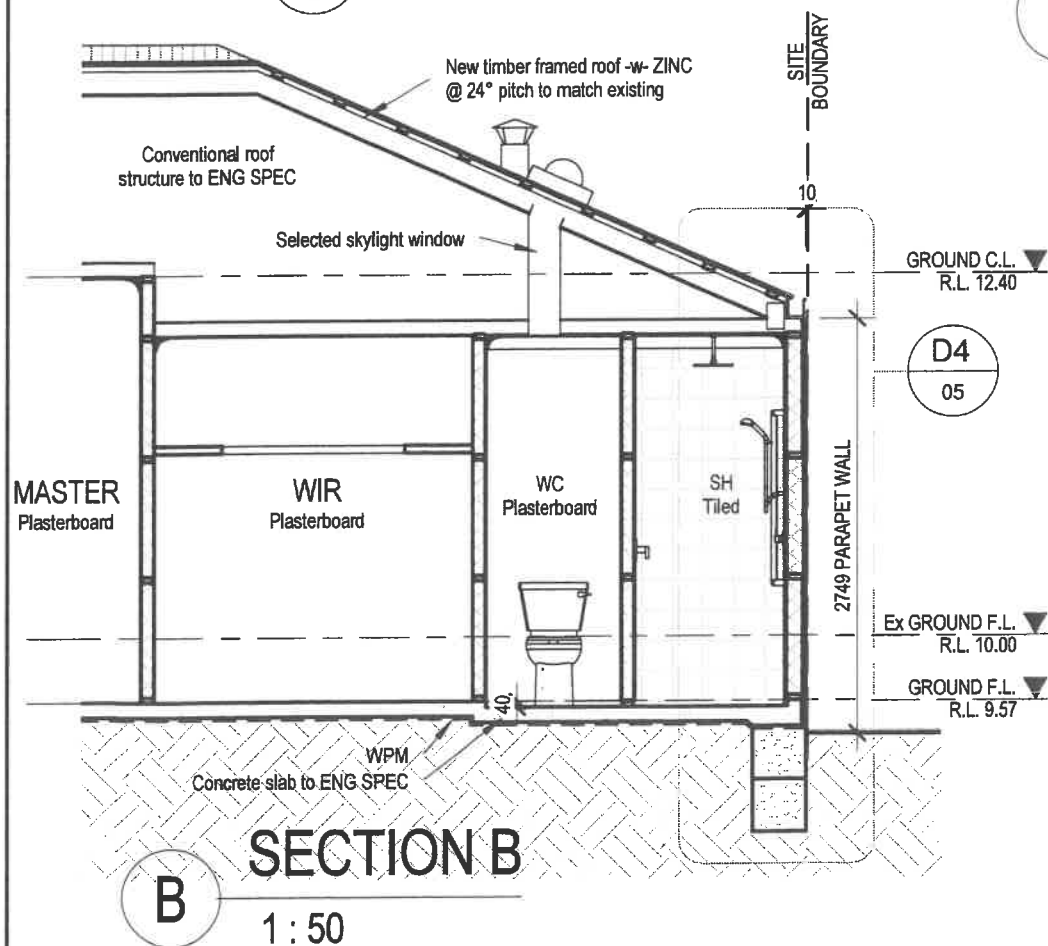 New timber framed roof -w- ZINC
@ 24° pitch to match existing
SITE
BOUNDARY
Conventional roof
structure to ENG SPEC
10
Selected skylight window
GROUND C.L.
R.L. 12.40
D4
05
MASTER
Plasterboard
WIR
Plasterboard
WC
Plasterboard
SH
Tiled
2749 PARAPET WALL
Ex GROUND F.L.
R.L. 10.00
GROUND F.L.
R.L. 9.57
40
WPM
Concrete slab to ENG SPEC
B
SECTION B
1 : 50